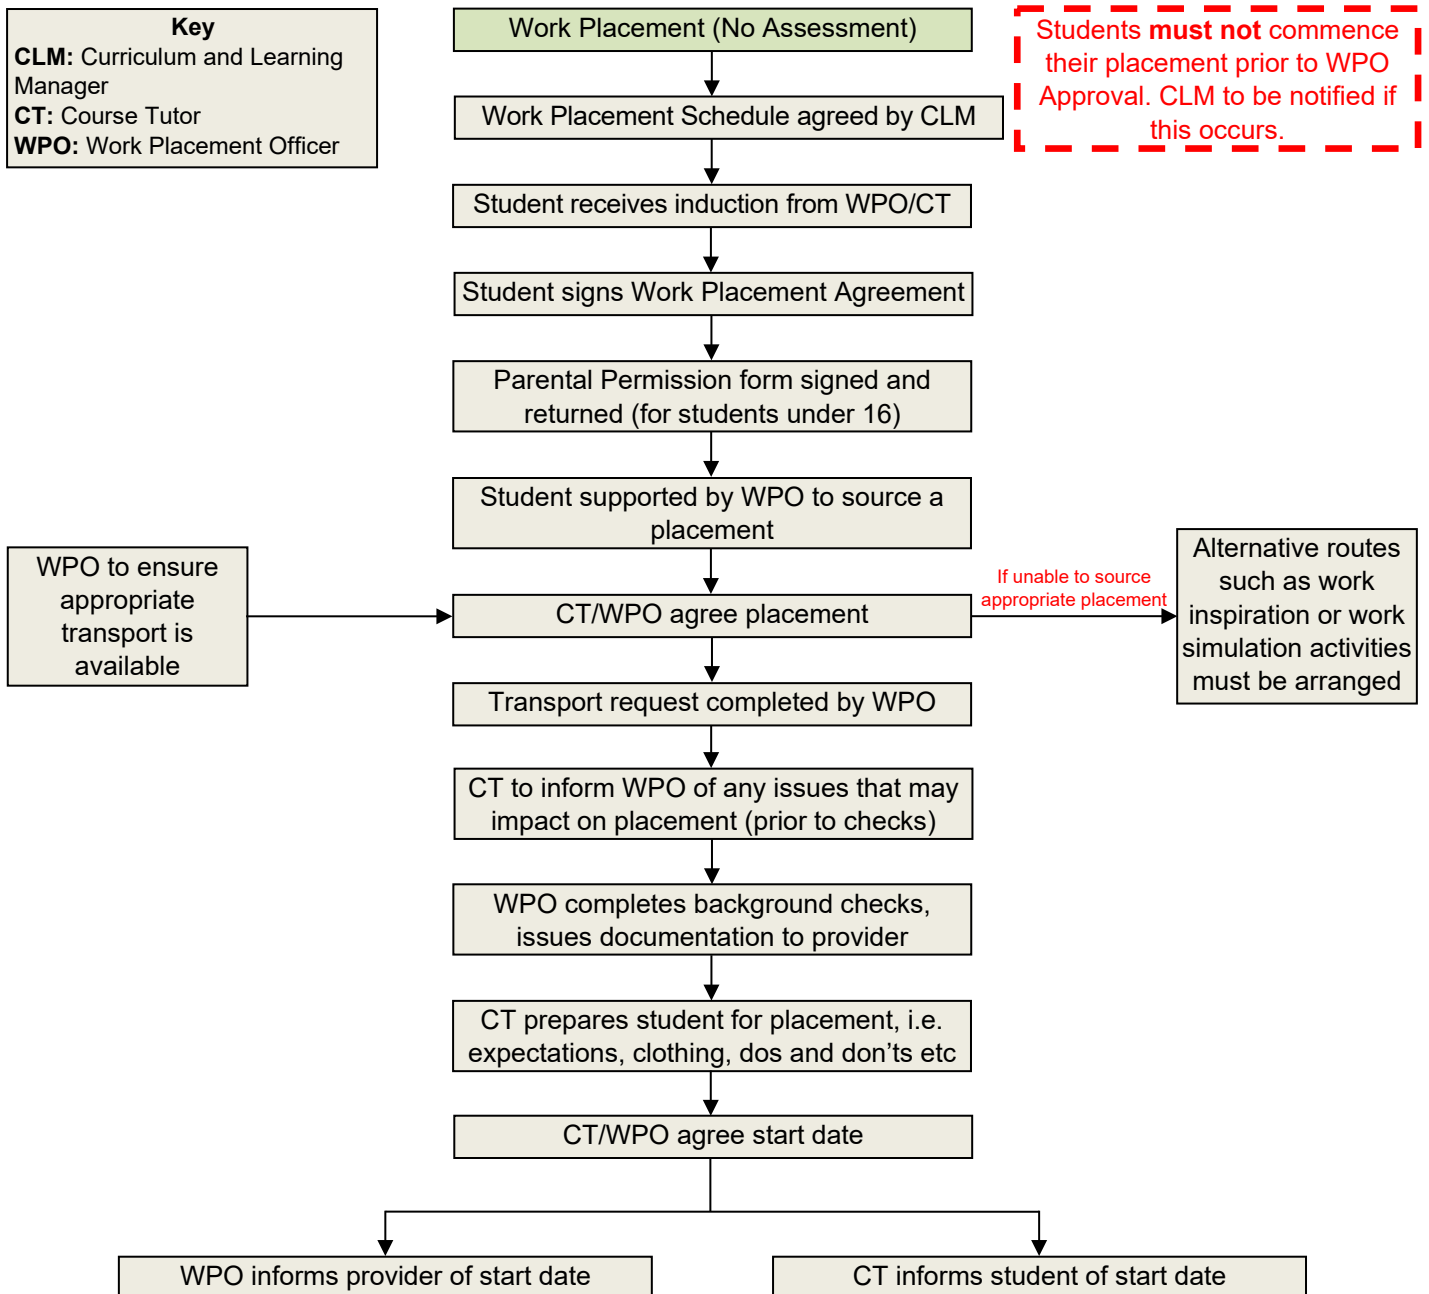 Key
CLM: Curriculum and Learning
Manager
CT: Course Tutor
WPO: Work Placement Officer
Work Placement (No Assessment)
Students must not commence
their placement prior to WPO
Approval. CLM to be notified if
this occurs.
Work Placement Schedule agreed by CLM
Student receives induction from WPO/CT
Student signs Work Placement Agreement
Parental Permission form signed and
returned (for students under 16)
Student supported by WPO to source a
placement
WPO to ensure
appropriate
transport is
available
CT/WPO agree placement
If unable to source
appropriate placement
Alternative routes
such as work
inspiration or work
simulation activities
must be arranged
Transport request completed by WPO
CT to inform WPO of any issues that may
impact on placement (prior to checks)
WPO completes background checks,
issues documentation to provider
CT prepares student for placement, i.e.
expectations, clothing, dos and don’ts etc
CT/WPO agree start date
WPO informs provider of start date
CT informs student of start date